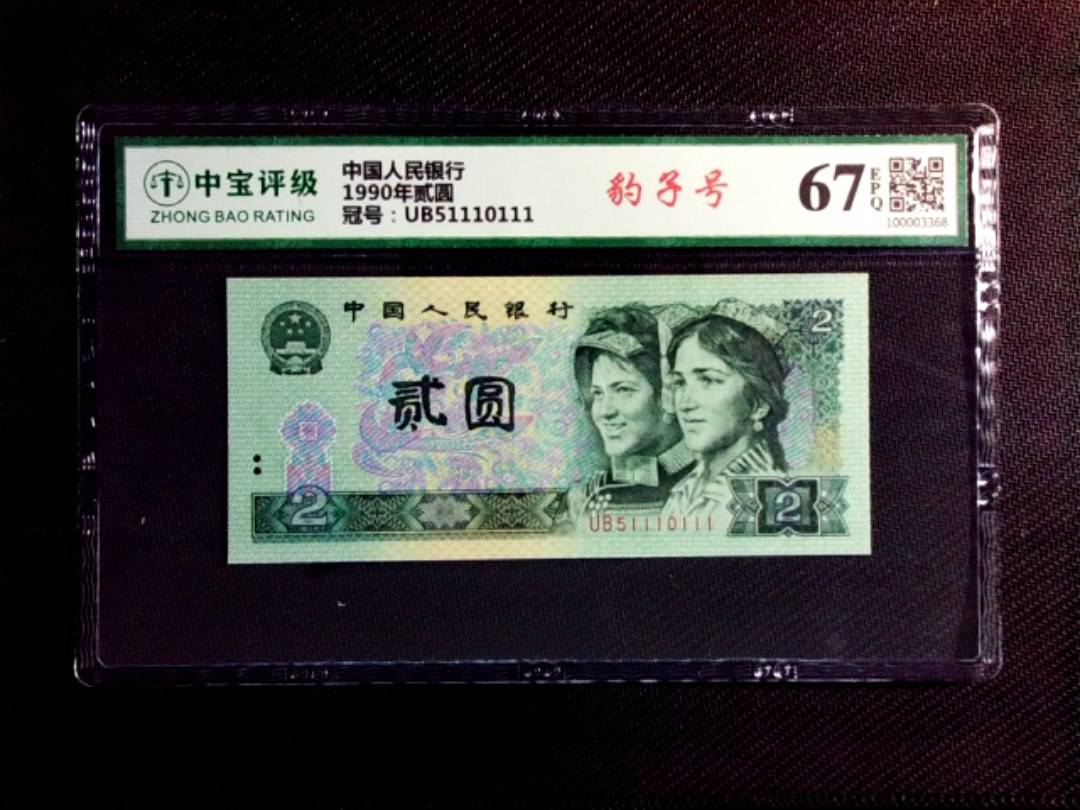 中宝评级
ZHONG BAO RATING
中国人民银行
1990年贰圆
冠号：UB51110111
豹子号
67
EPQ
100003368
中国人民银行
2
贰圆
2
UB51110111
2